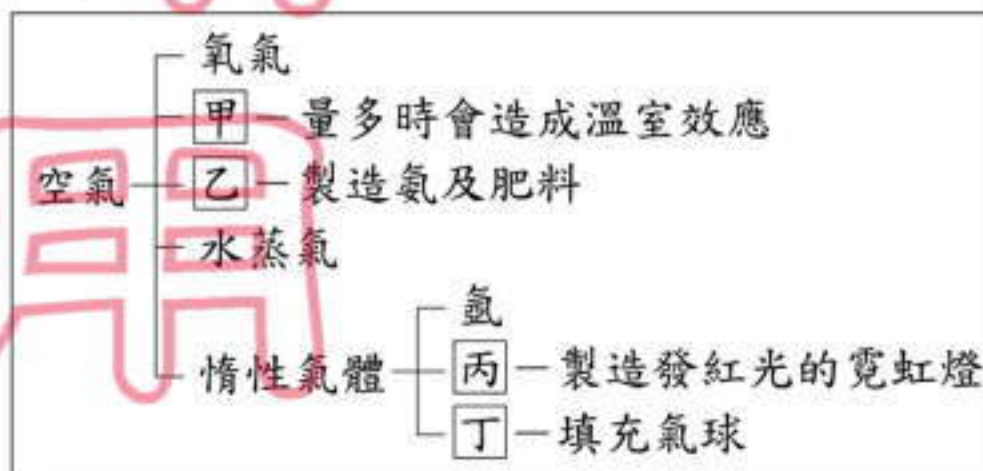 氧氣
甲－量多時會造成溫室效應
空氣 乙－製造氨及肥料
水蒸氣
氬
惰性氣體 丙－製造發紅光的霓虹燈
丁－填充氣球